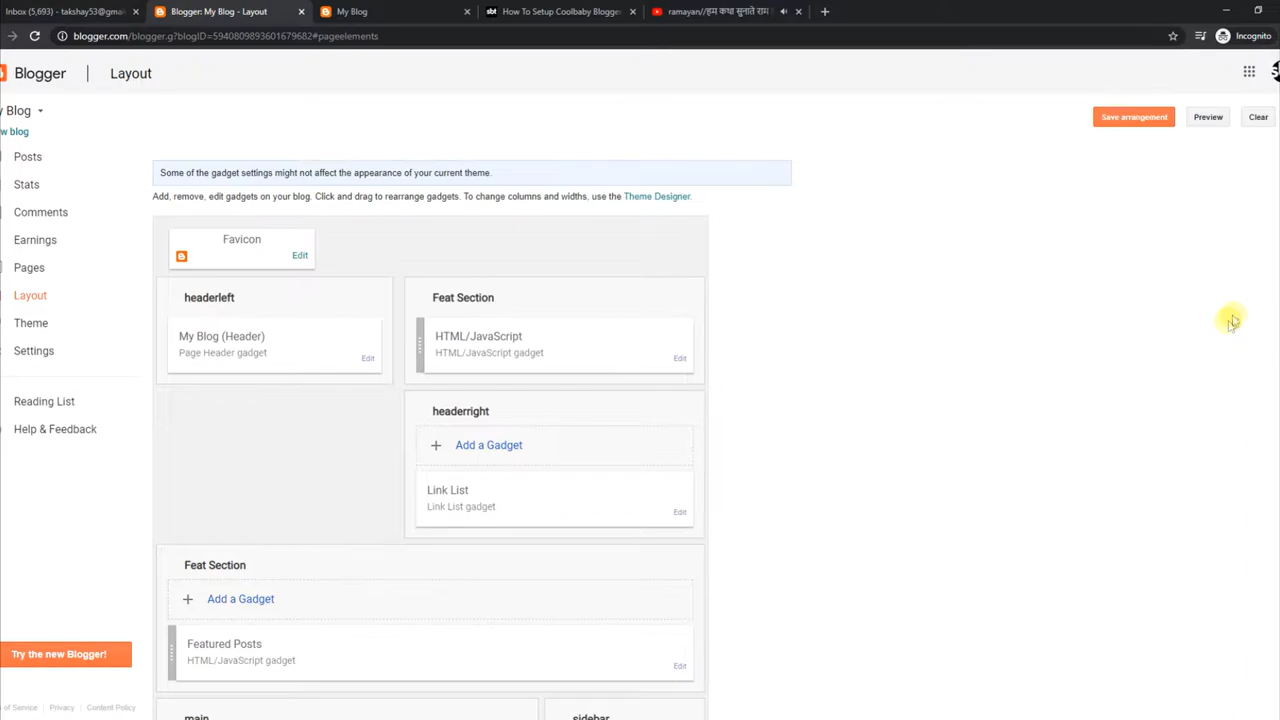 Inbox (5,693) - takshay53@gmai
Blogger: My Blog - Layout
My Blog
sbt How To Setup Coolbaby Blogger
ramayan//हम कथा सुनाते राम
blogger.com/blogger.g?blogID=5940809893601679682#pageelements
Incognito
Blogger
Layout
y Blog
w blog
Save arrangement
Preview
Clear
Posts
Stats
Comments
Earnings
Pages
Layout
Theme
Settings
Reading List
Help & Feedback
Try the new Blogger!
s of Service
Privacy
Content Policy
Some of the gadget settings might not affect the appearance of your current theme.
Add, remove, edit gadgets on your blog. Click and drag to rearrange gadgets. To change columns and widths, use the Theme Designer.
Favicon
Edit
headerleft
My Blog (Header)
Page Header gadget
Edit
Feat Section
HTML/JavaScript
HTML/JavaScript gadget
Edit
headerright
+ Add a Gadget
Link List
Link List gadget
Edit
Feat Section
+ Add a Gadget
Featured Posts
HTML/JavaScript gadget
Edit
main
sidebar